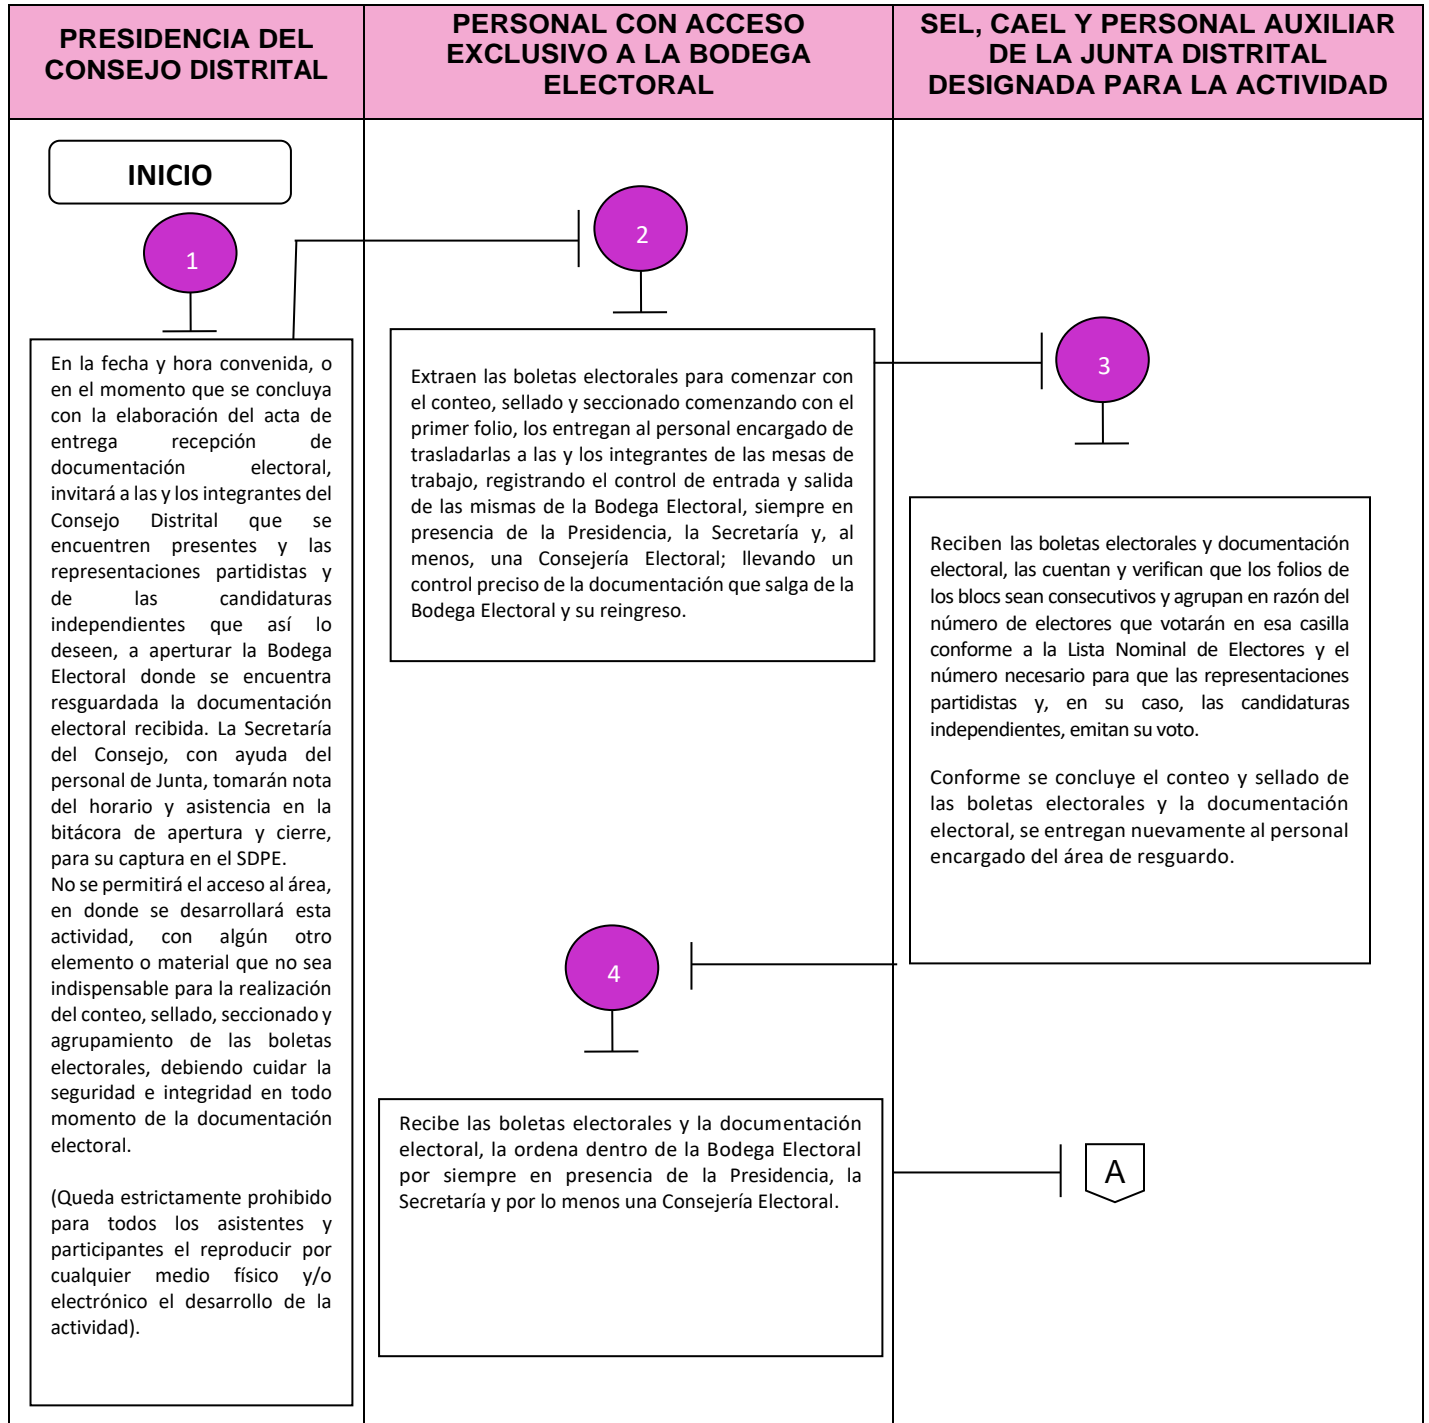 PRESIDENCIA DEL
CONSEJO DISTRITAL
PERSONAL CON ACCESO
EXCLUSIVO A LA BODEGA
ELECTORAL
SEL, CAEL Y PERSONAL AUXILIAR
DE LA JUNTA DISTRITAL
DESIGNADA PARA LA ACTIVIDAD
INICIO
1
En la fecha y hora convenida, o
en el momento que se concluya
con la elaboración del acta de
entrega recepción de
documentación electoral,
invitará a las y los integrantes del
Consejo Distrital que se
encuentren presentes y las
representaciones partidistas y
de las candidaturas
independientes que así lo
deseen, a aperturar la Bodega
Electoral donde se encuentra
resguardada la documentación
electoral recibida. La Secretaría
del Consejo, con ayuda del
personal de Junta, tomarán nota
del horario y asistencia en la
bitácora de apertura y cierre,
para su captura en el SDPE.
No se permitirá el acceso al área,
en donde se desarrollará esta
actividad, con algún otro
elemento o material que no sea
indispensable para la realización
del conteo, sellado, seccionado y
agrupamiento de las boletas
electorales, debiendo cuidar la
seguridad e integridad en todo
momento de la documentación
electoral.
(Queda estrictamente prohibido
para todos los asistentes y
participantes el reproducir por
cualquier medio físico y/o
electrónico el desarrollo de la
actividad).
2
Extraen las boletas electorales para comenzar con
el conteo, sellado y seccionado comenzando con el
primer folio, los entregan al personal encargado de
trasladarlas a las y los integrantes de las mesas de
trabajo, registrando el control de entrada y salida
de las mismas de la Bodega Electoral, siempre en
presencia de la Presidencia, la Secretaría y, al
menos, una Consejería Electoral; llevando un
control preciso de la documentación que salga de la
Bodega Electoral y su reingreso.
3
Reciben las boletas electorales y documentación
electoral, las cuentan y verifican que los folios de
los blocs sean consecutivos y agrupan en razón del
número de electores que votarán en esa casilla
conforme a la Lista Nominal de Electores y el
número necesario para que las representaciones
partidistas y, en su caso, las candidaturas
independientes, emitan su voto.
Conforme se concluye el conteo y sellado de
las boletas electorales y la documentación
electoral, se entregan nuevamente al personal
encargado del área de resguardo.
4
Recibe las boletas electorales y la documentación
electoral, la ordena dentro de la Bodega Electoral
por siempre en presencia de la Presidencia, la
Secretaría y por lo menos una Consejería Electoral.
A